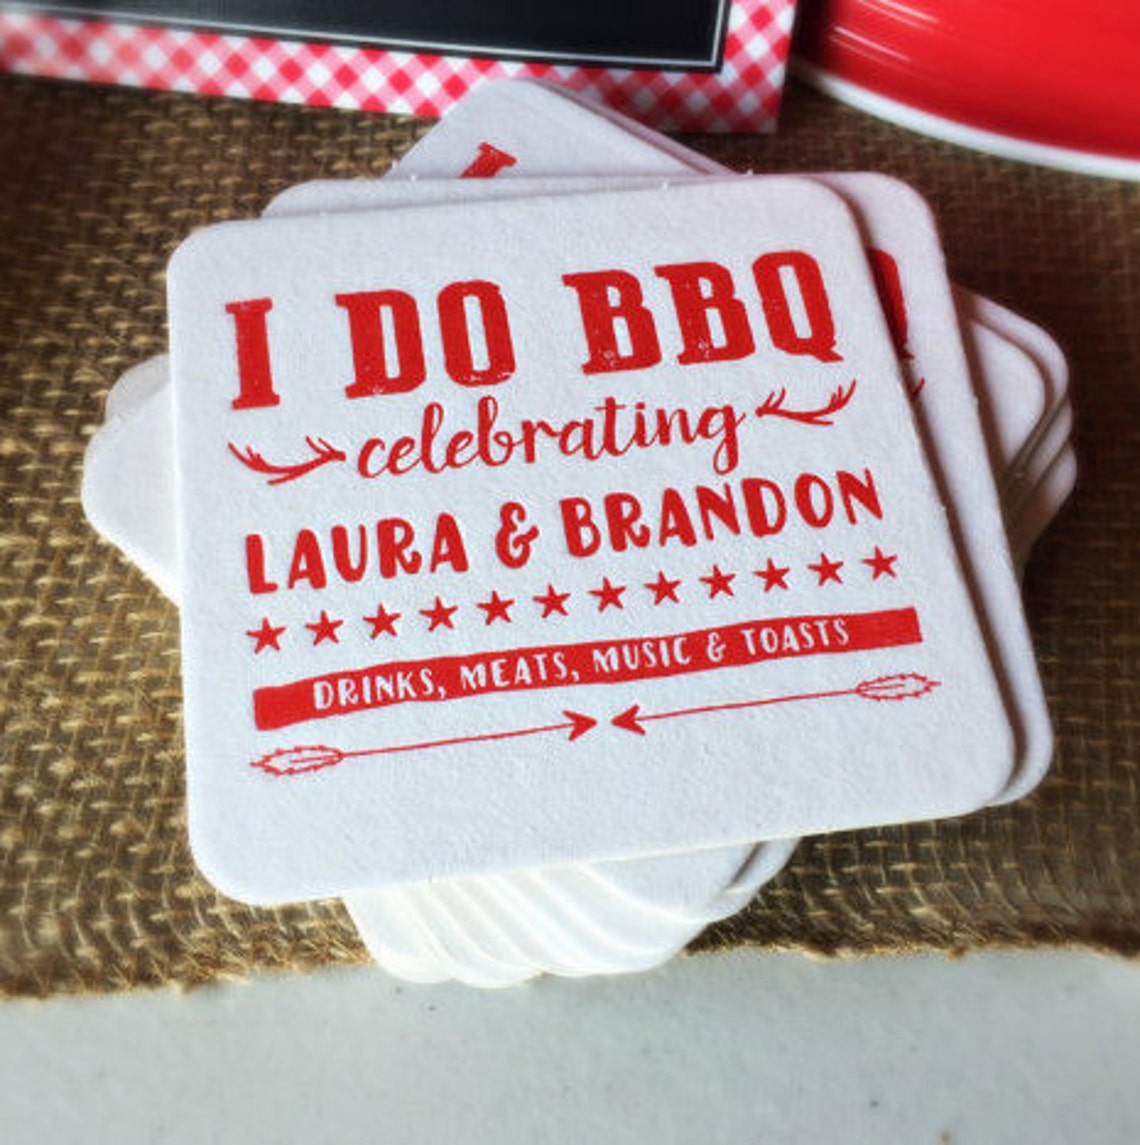 I DO BBQ
celebrating
LAURA & BRANDON
DRINKS, MEATS, MUSIC & TOASTS